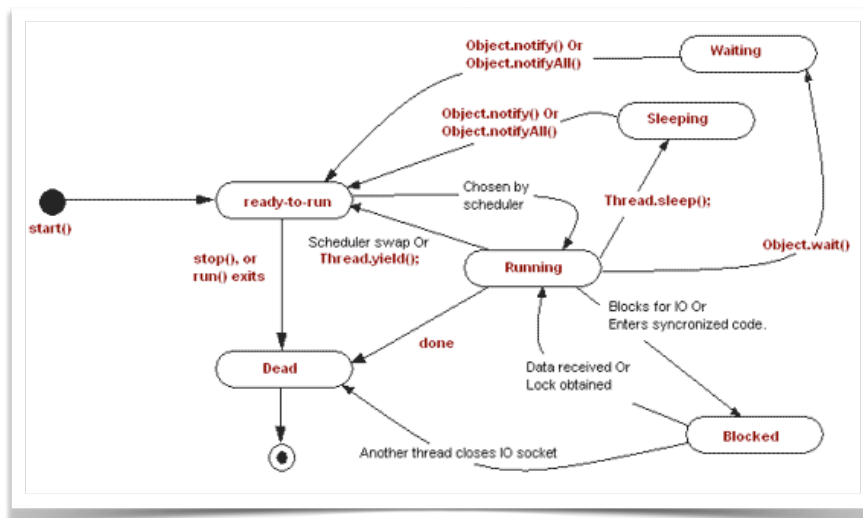 Object.notify() Or
Object.notifyAll()
Waiting
Object.notify() Or
Object.notifyAll()
Sleeping
Chosen by
scheduler
ready-to-run
Thread.sleep();
start()
Scheduler swap Or
Thread.yield();
Object.wait()
stop(), or
run() exits
Running
Blocks for IO Or
Enters syncronized code.
done
Data received Or
Lock obtained
Dead
Blocked
Another thread closes IO socket